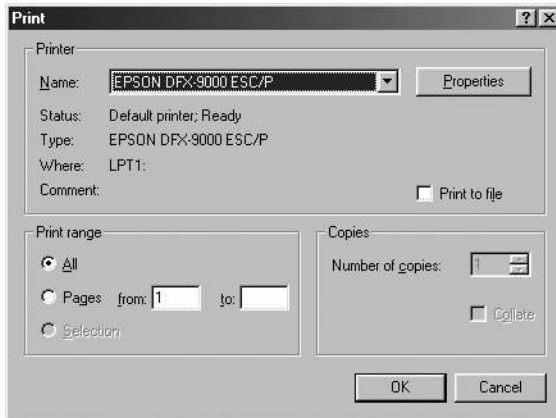 Print
Printer
Name: EPSON DFX-9000 ESC/P Properties
Status: Default printer; Ready
Type: EPSON DFX-9000 ESC/P
Where: LPT1:
Comment: Print to file
Print range
All
Pages from: 1 to:
Selection
Copies
Number of copies: 1
Collate
OK Cancel